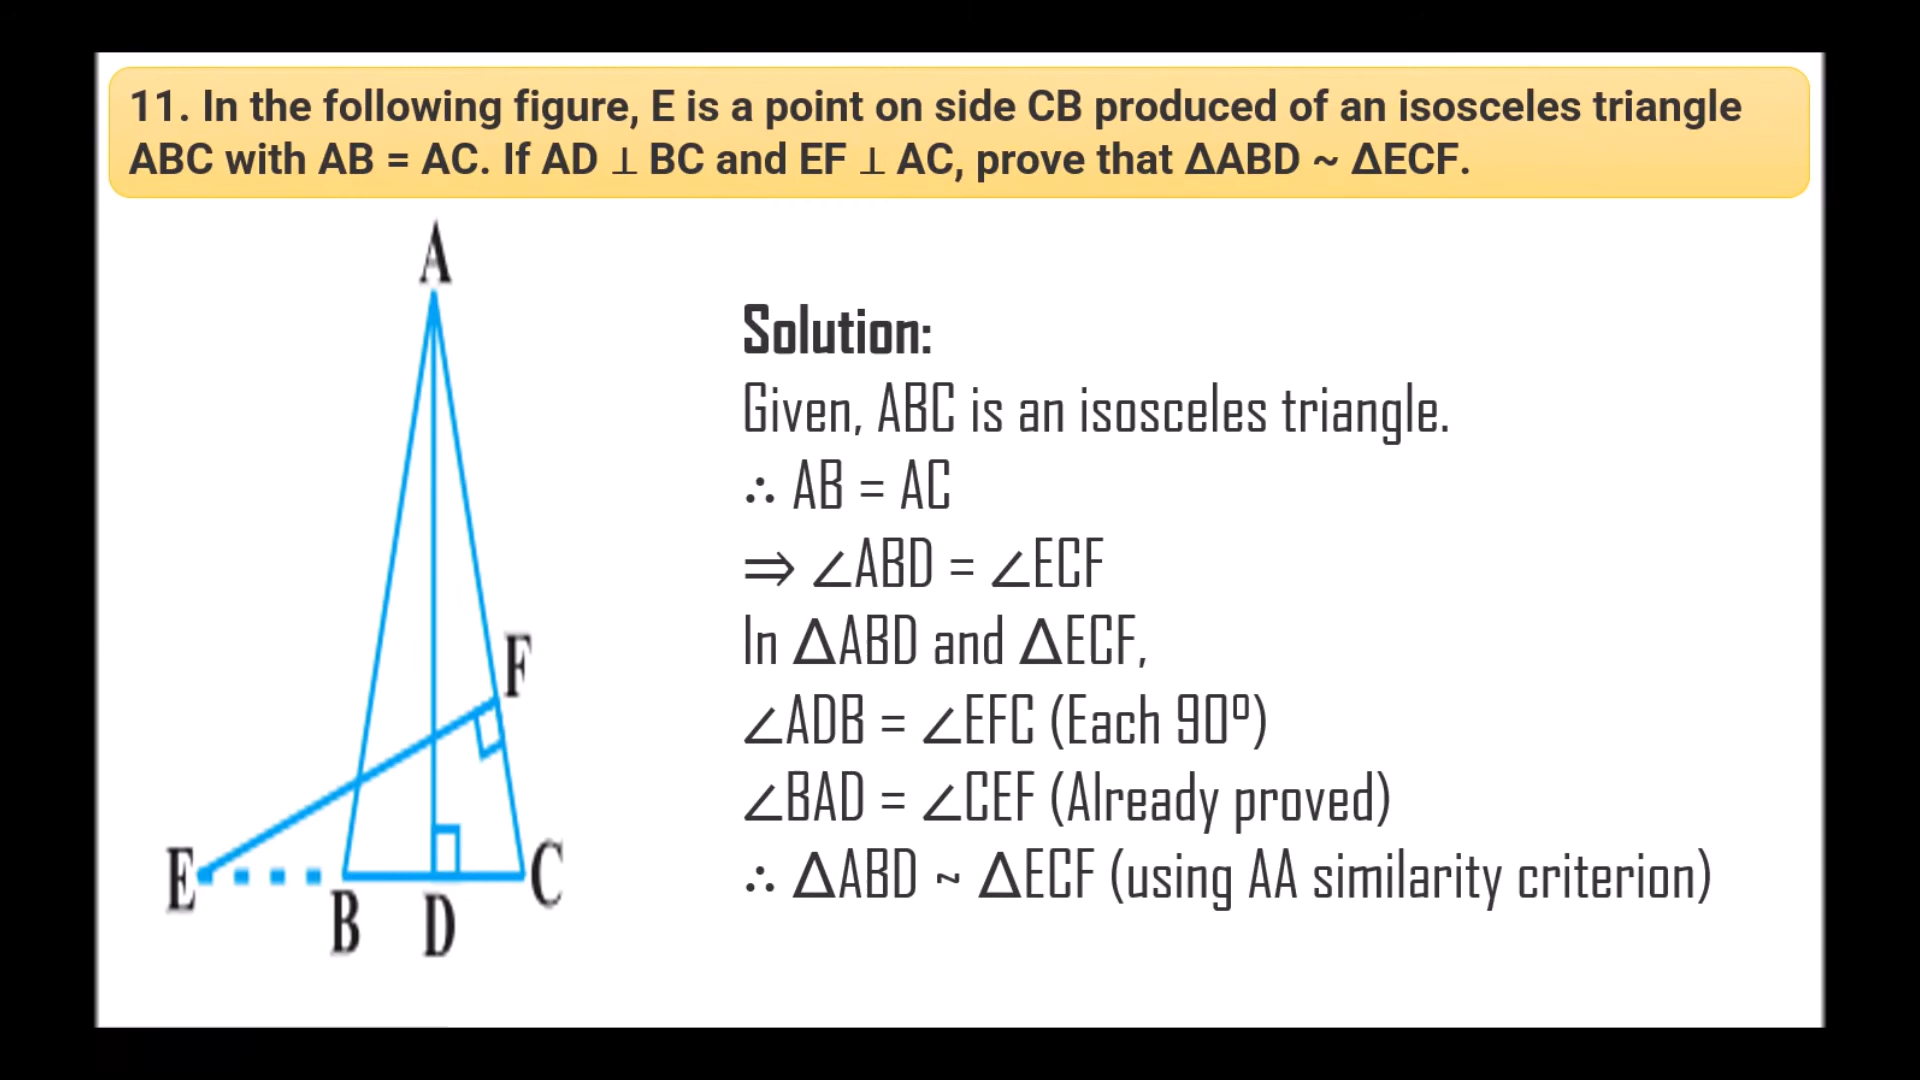 11. In the following figure, E is a point on side CB produced of an isosceles triangle
ABC with AB = AC. If AD ⊥ BC and EF ⊥ AC, prove that ΔABD ~ ΔECF.
A
F
E
B
D
C
Solution:
Given, ABC is an isosceles triangle.
∴ AB = AC
⇒ ∠ABD = ∠ECF
In ΔABD and ΔECF,
∠ADB = ∠EFC (Each 90º)
∠BAD = ∠CEF (Already proved)
∴ ΔABD ~ ΔECF (using AA similarity criterion)